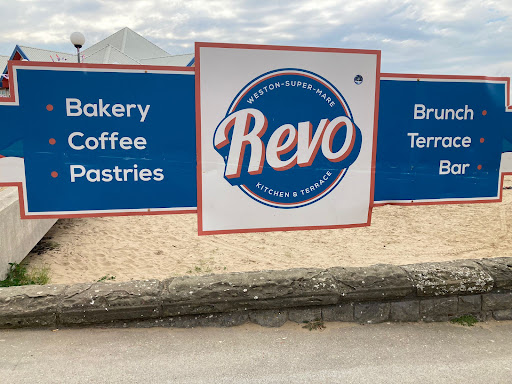 Bakery
Coffee
Pastries
WESTON-SUPER-MARE
Revo
KITCHEN & TERRACE
Brunch
Terrace
Bar